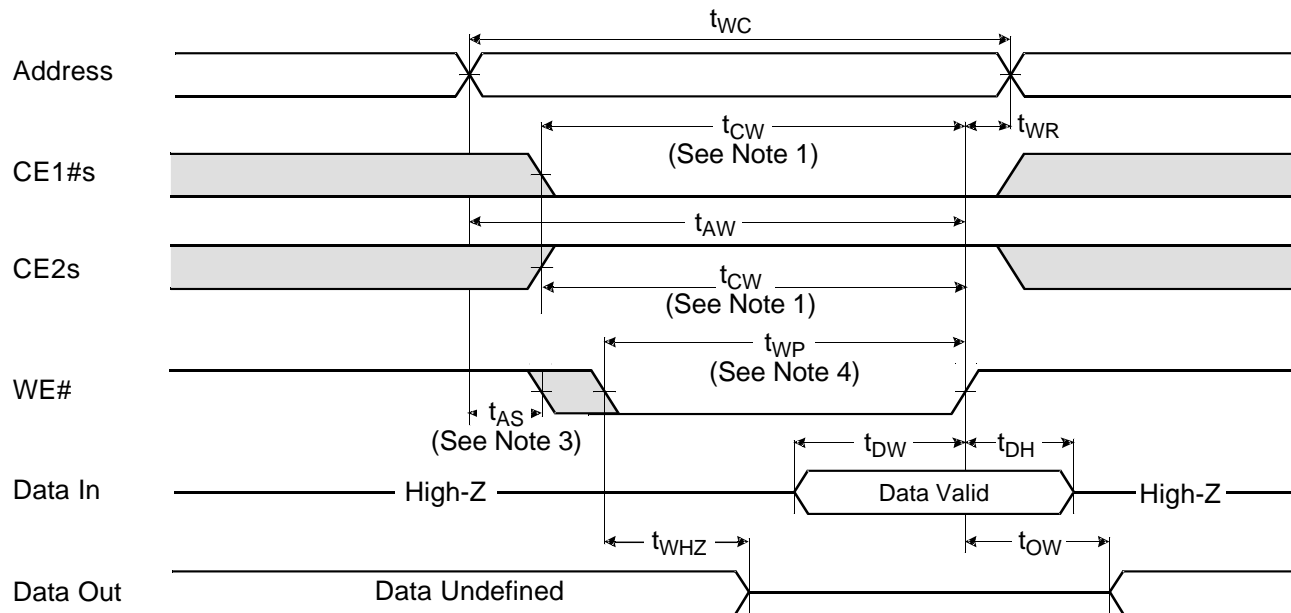 tWC
Address
tCW
(See Note 1)
tWR
CE1#s
tAW
CE2s
tCW
(See Note 1)
tWP
(See Note 4)
WE#
tAS
(See Note 3)
tDW
tDH
Data In
High-Z
Data Valid
High-Z
tWHZ
tOW
Data Out
Data Undefined